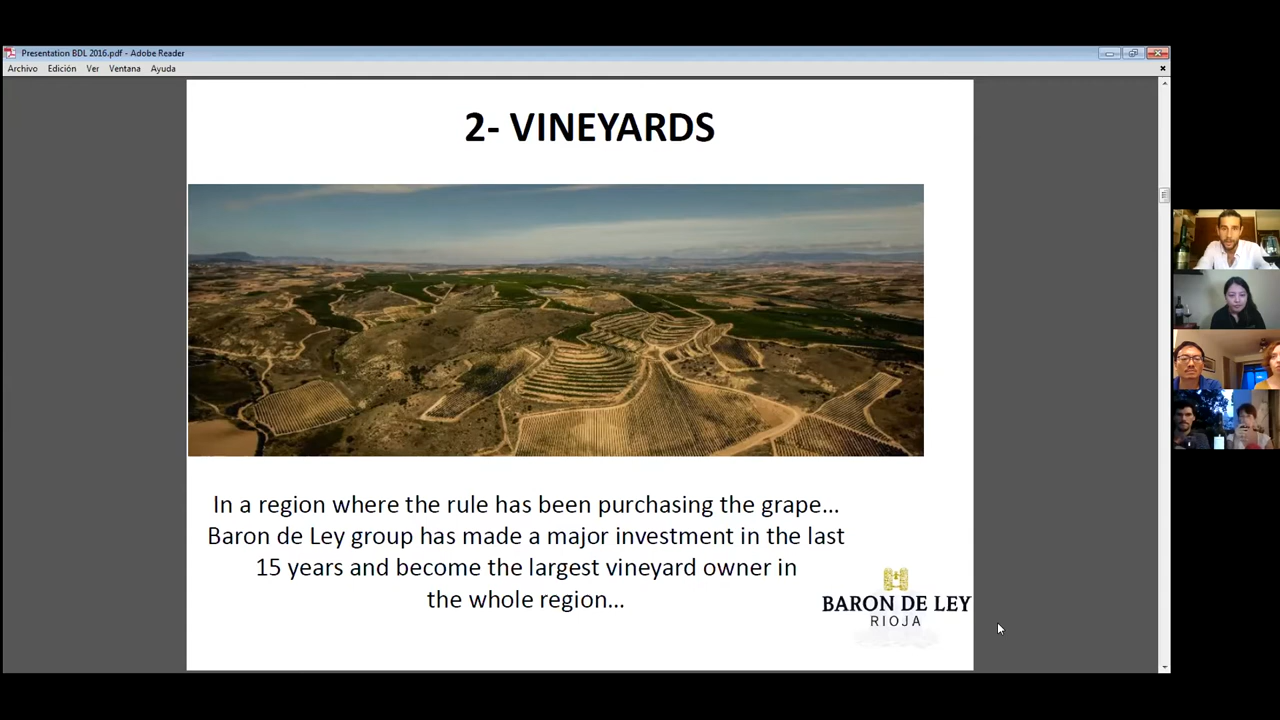 Presentation BDL 2016.pdf - Adobe Reader
Archivo Edición Ver Ventana Ayuda
2- VINEYARDS
In a region where the rule has been purchasing the grape...
Baron de Ley group has made a major investment in the last
15 years and become the largest vineyard owner in
the whole region...
BARON DE LEY
RIOJA